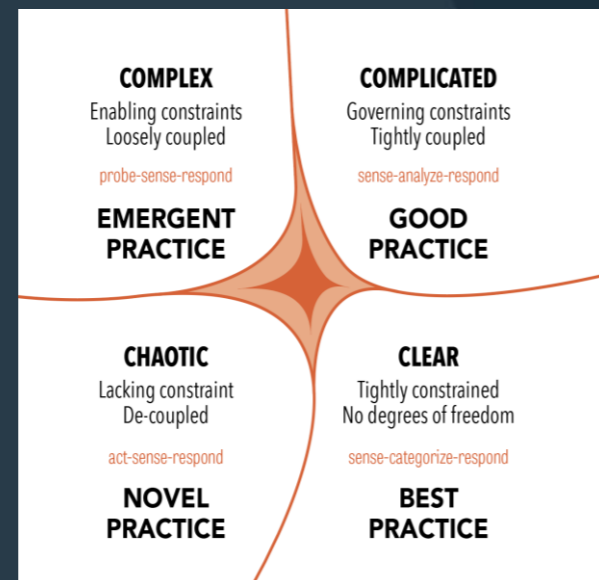 COMPLEX
Enabling constraints
Loosely coupled
probe-sense-respond
EMERGENT
PRACTICE
COMPLICATED
Governing constraints
Tightly coupled
sense-analyze-respond
GOOD
PRACTICE
CHAOTIC
Lacking constraint
De-coupled
act-sense-respond
NOVEL
PRACTICE
CLEAR
Tightly constrained
No degrees of freedom
sense-categorize-respond
BEST
PRACTICE